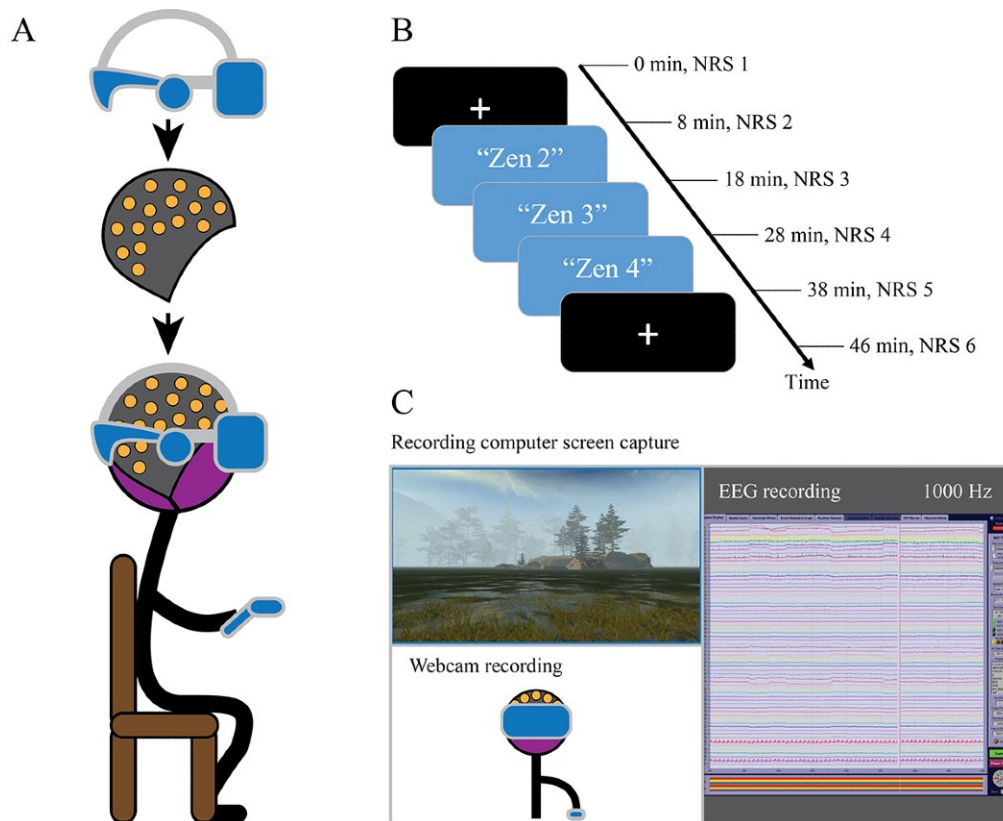 A
B
0 min, NRS 1
8 min, NRS 2
“Zen 2”
18 min, NRS 3
“Zen 3”
28 min, NRS 4
“Zen 4”
38 min, NRS 5
46 min, NRS 6
Time
C
Recording computer screen capture
EEG recording 1000 Hz
Webcam recording